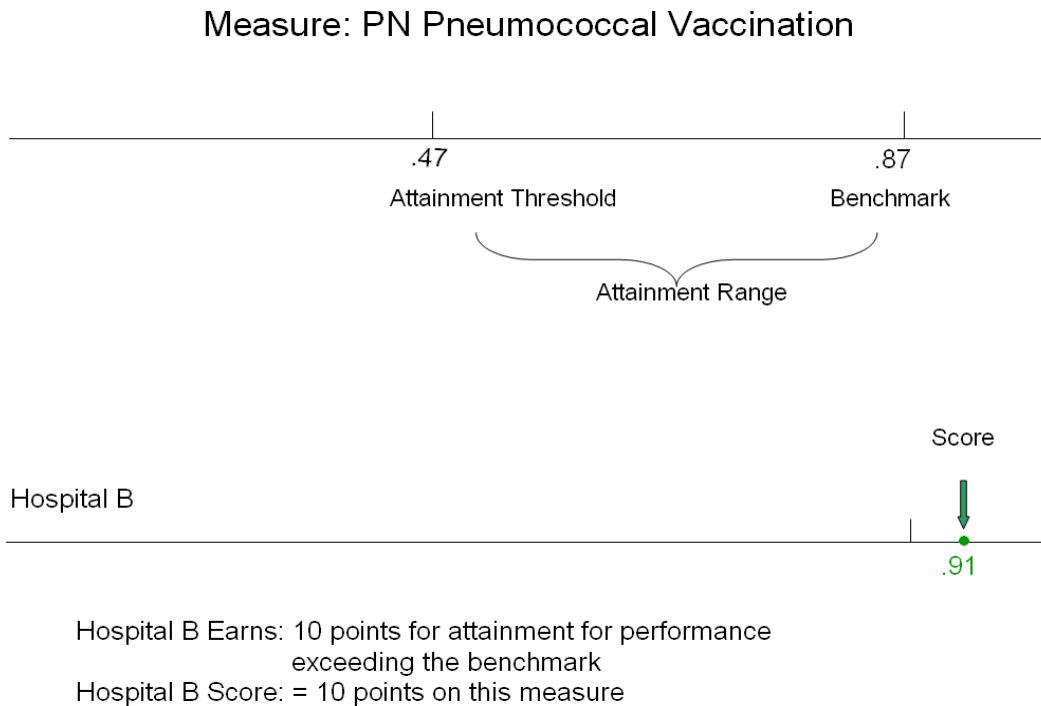 Measure: PN Pneumococcal Vaccination
.47
.87
Attainment Threshold
Benchmark
Attainment Range
Score
Hospital B
.91
Hospital B Earns: 10 points for attainment for performance
exceeding the benchmark
Hospital B Score: = 10 points on this measure